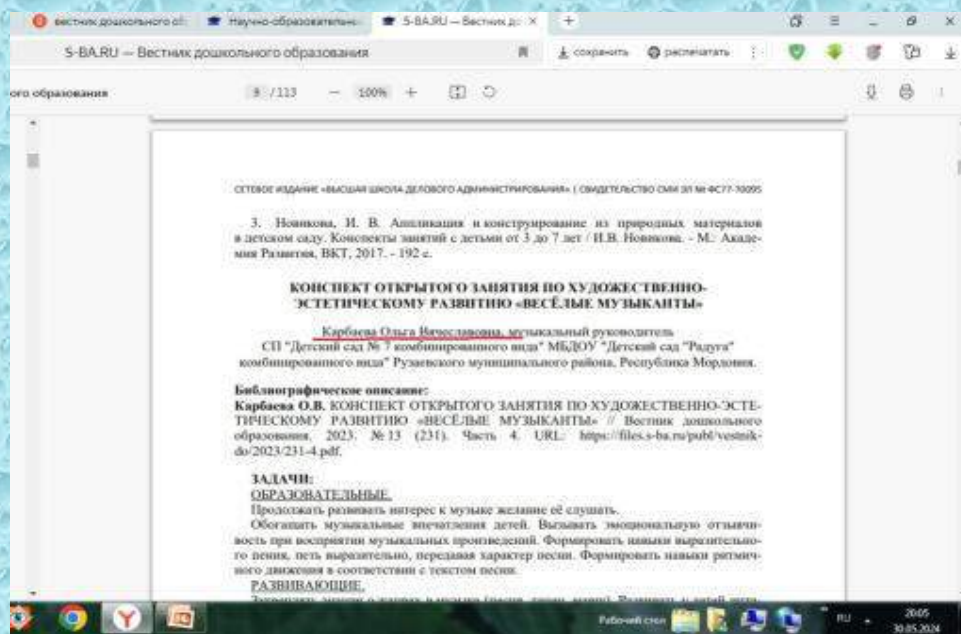 вестник дошкольного об
Научно-образовательн
S-BA.RU — Вестник д
S-BA.RU — Вестник дошкольного образования
сохранить
распечатать
ого образования
9 /113 — 100% +
СЕТЕВОЕ ИЗДАНИЕ «ВЫСШАЯ ШКОЛА ДЕЛОВОГО АДМИНИСТРИРОВАНИЯ» | СВИДЕТЕЛЬСТВО СМИ ЭЛ № ФС77-70095
3. Новикова, И. В. Аппликация и конструирование из природных материалов
в детском саду. Конспекты занятий с детьми от 3 до 7 лет / И.В. Новикова. - М.: Акаде-
мия Развития, ВКТ, 2017. - 192 с.
КОНСПЕКТ ОТКРЫТОГО ЗАНЯТИЯ ПО ХУДОЖЕСТВЕННО-
ЭСТЕТИЧЕСКОМУ РАЗВИТИЮ «ВЕСЁЛЫЕ МУЗЫКАНТЫ»
Карбаева Ольга Вячеславовна, музыкальный руководитель
СП "Детский сад № 7 комбинированного вида" МБДОУ "Детский сад "Радуга"
комбинированного вида" Рузаевского муниципального района, Республика Мордовия.
Библиографическое описание:
Карбаева О.В. КОНСПЕКТ ОТКРЫТОГО ЗАНЯТИЯ ПО ХУДОЖЕСТВЕННО-ЭСТЕ-
ТИЧЕСКОМУ РАЗВИТИЮ «ВЕСЁЛЫЕ МУЗЫКАНТЫ» // Вестник дошкольного
образования. 2023. № 13 (231). Часть 4. URL: https://files.s-ba.ru/publ/vestnik-
do/2023/231-4.pdf.
ЗАДАЧИ:
ОБРАЗОВАТЕЛЬНЫЕ.
Продолжать развивать интерес к музыке желание её слушать.
Обогащать музыкальные впечатления детей. Вызывать эмоциональную отзывчи-
вость при восприятии музыкальных произведений. Формировать навыки выразительно-
го пения, петь выразительно, передавая характер песни. Формировать навыки ритмич-
ного движения в соответствии с текстом песни.
РАЗВИВАЮЩИЕ.
Рабочий стол
RU
20:05
30.05.2024